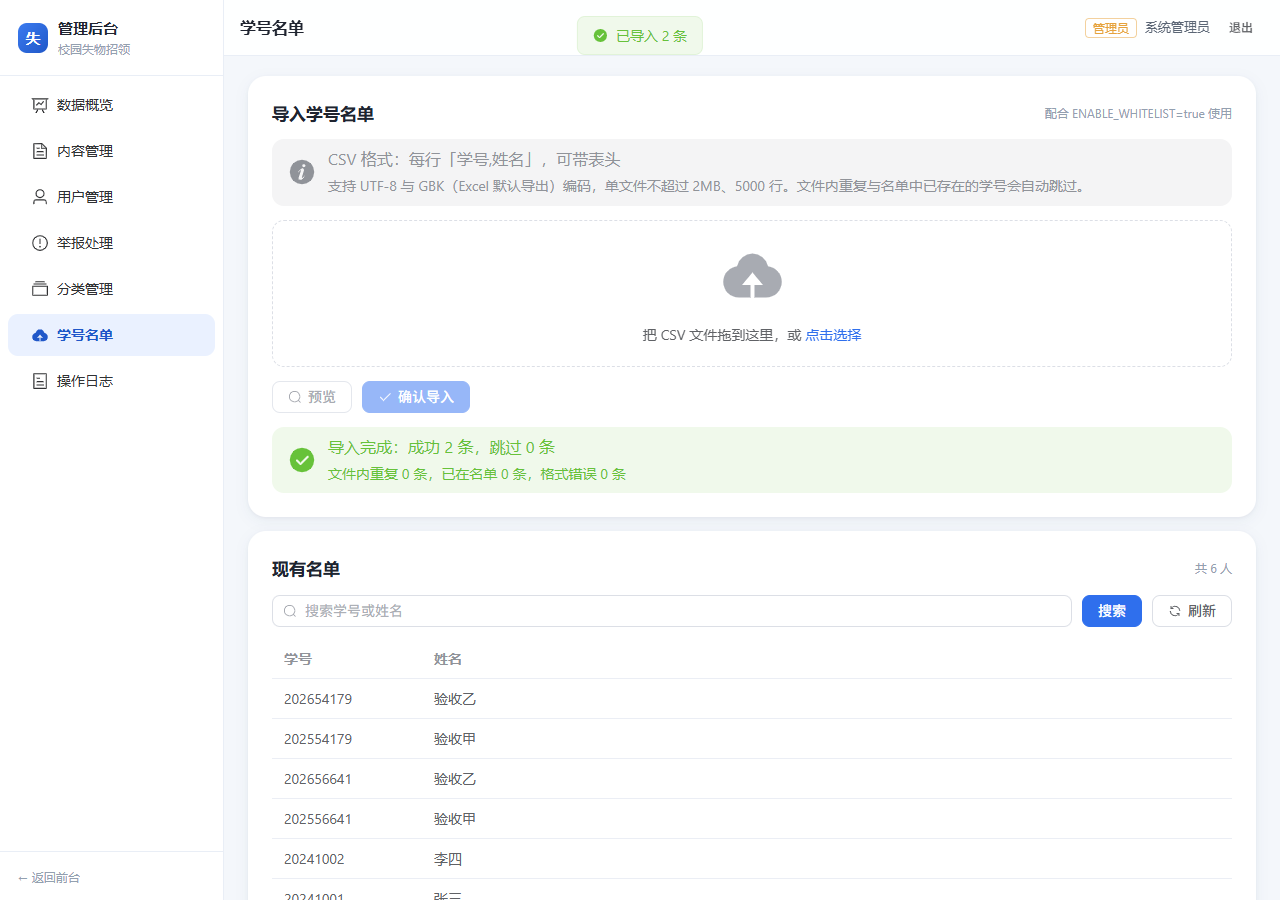 失
管理后台
校园失物招领
学号名单
已导入 2 条
管理员 系统管理员 退出
数据概览
内容管理
用户管理
举报处理
分类管理
学号名单
操作日志
← 返回前台
导入学号名单
配合 ENABLE_WHITELIST=true 使用
CSV 格式：每行「学号,姓名」，可带表头
支持 UTF-8 与 GBK（Excel 默认导出）编码，单文件不超过 2MB、5000 行。文件内重复与名单中已存在的学号会自动跳过。
把 CSV 文件拖到这里，或 点击选择
预览 确认导入
导入完成：成功 2 条，跳过 0 条
文件内重复 0 条，已在名单 0 条，格式错误 0 条
现有名单
共 6 人
搜索学号或姓名 搜索 刷新
学号 姓名
202654179 验收乙
202554179 验收甲
202656641 验收乙
202556641 验收甲
20241002 李四
20241001 张三